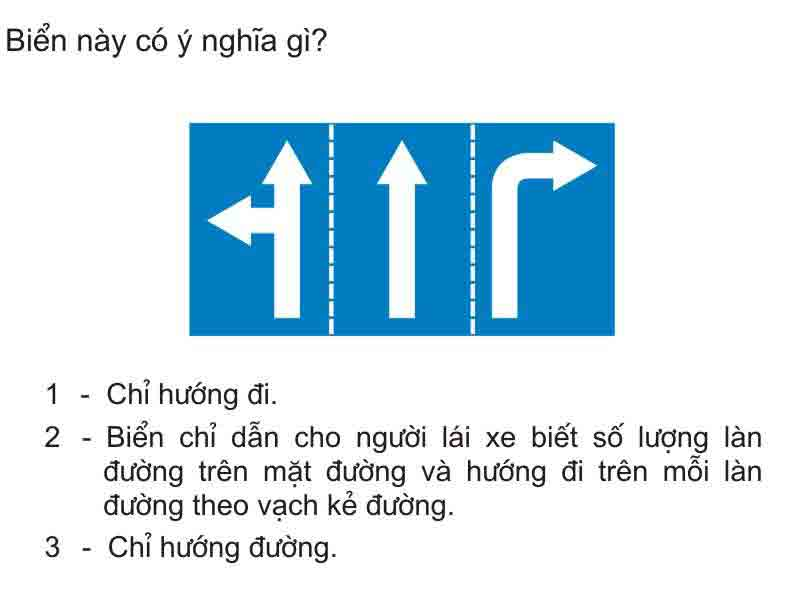 Biển này có ý nghĩa gì?
1 - Chỉ hướng đi.
2 - Biển chỉ dẫn cho người lái xe biết số lượng làn
đường trên mặt đường và hướng đi trên mỗi làn
đường theo vạch kẻ đường.
3 - Chỉ hướng đường.